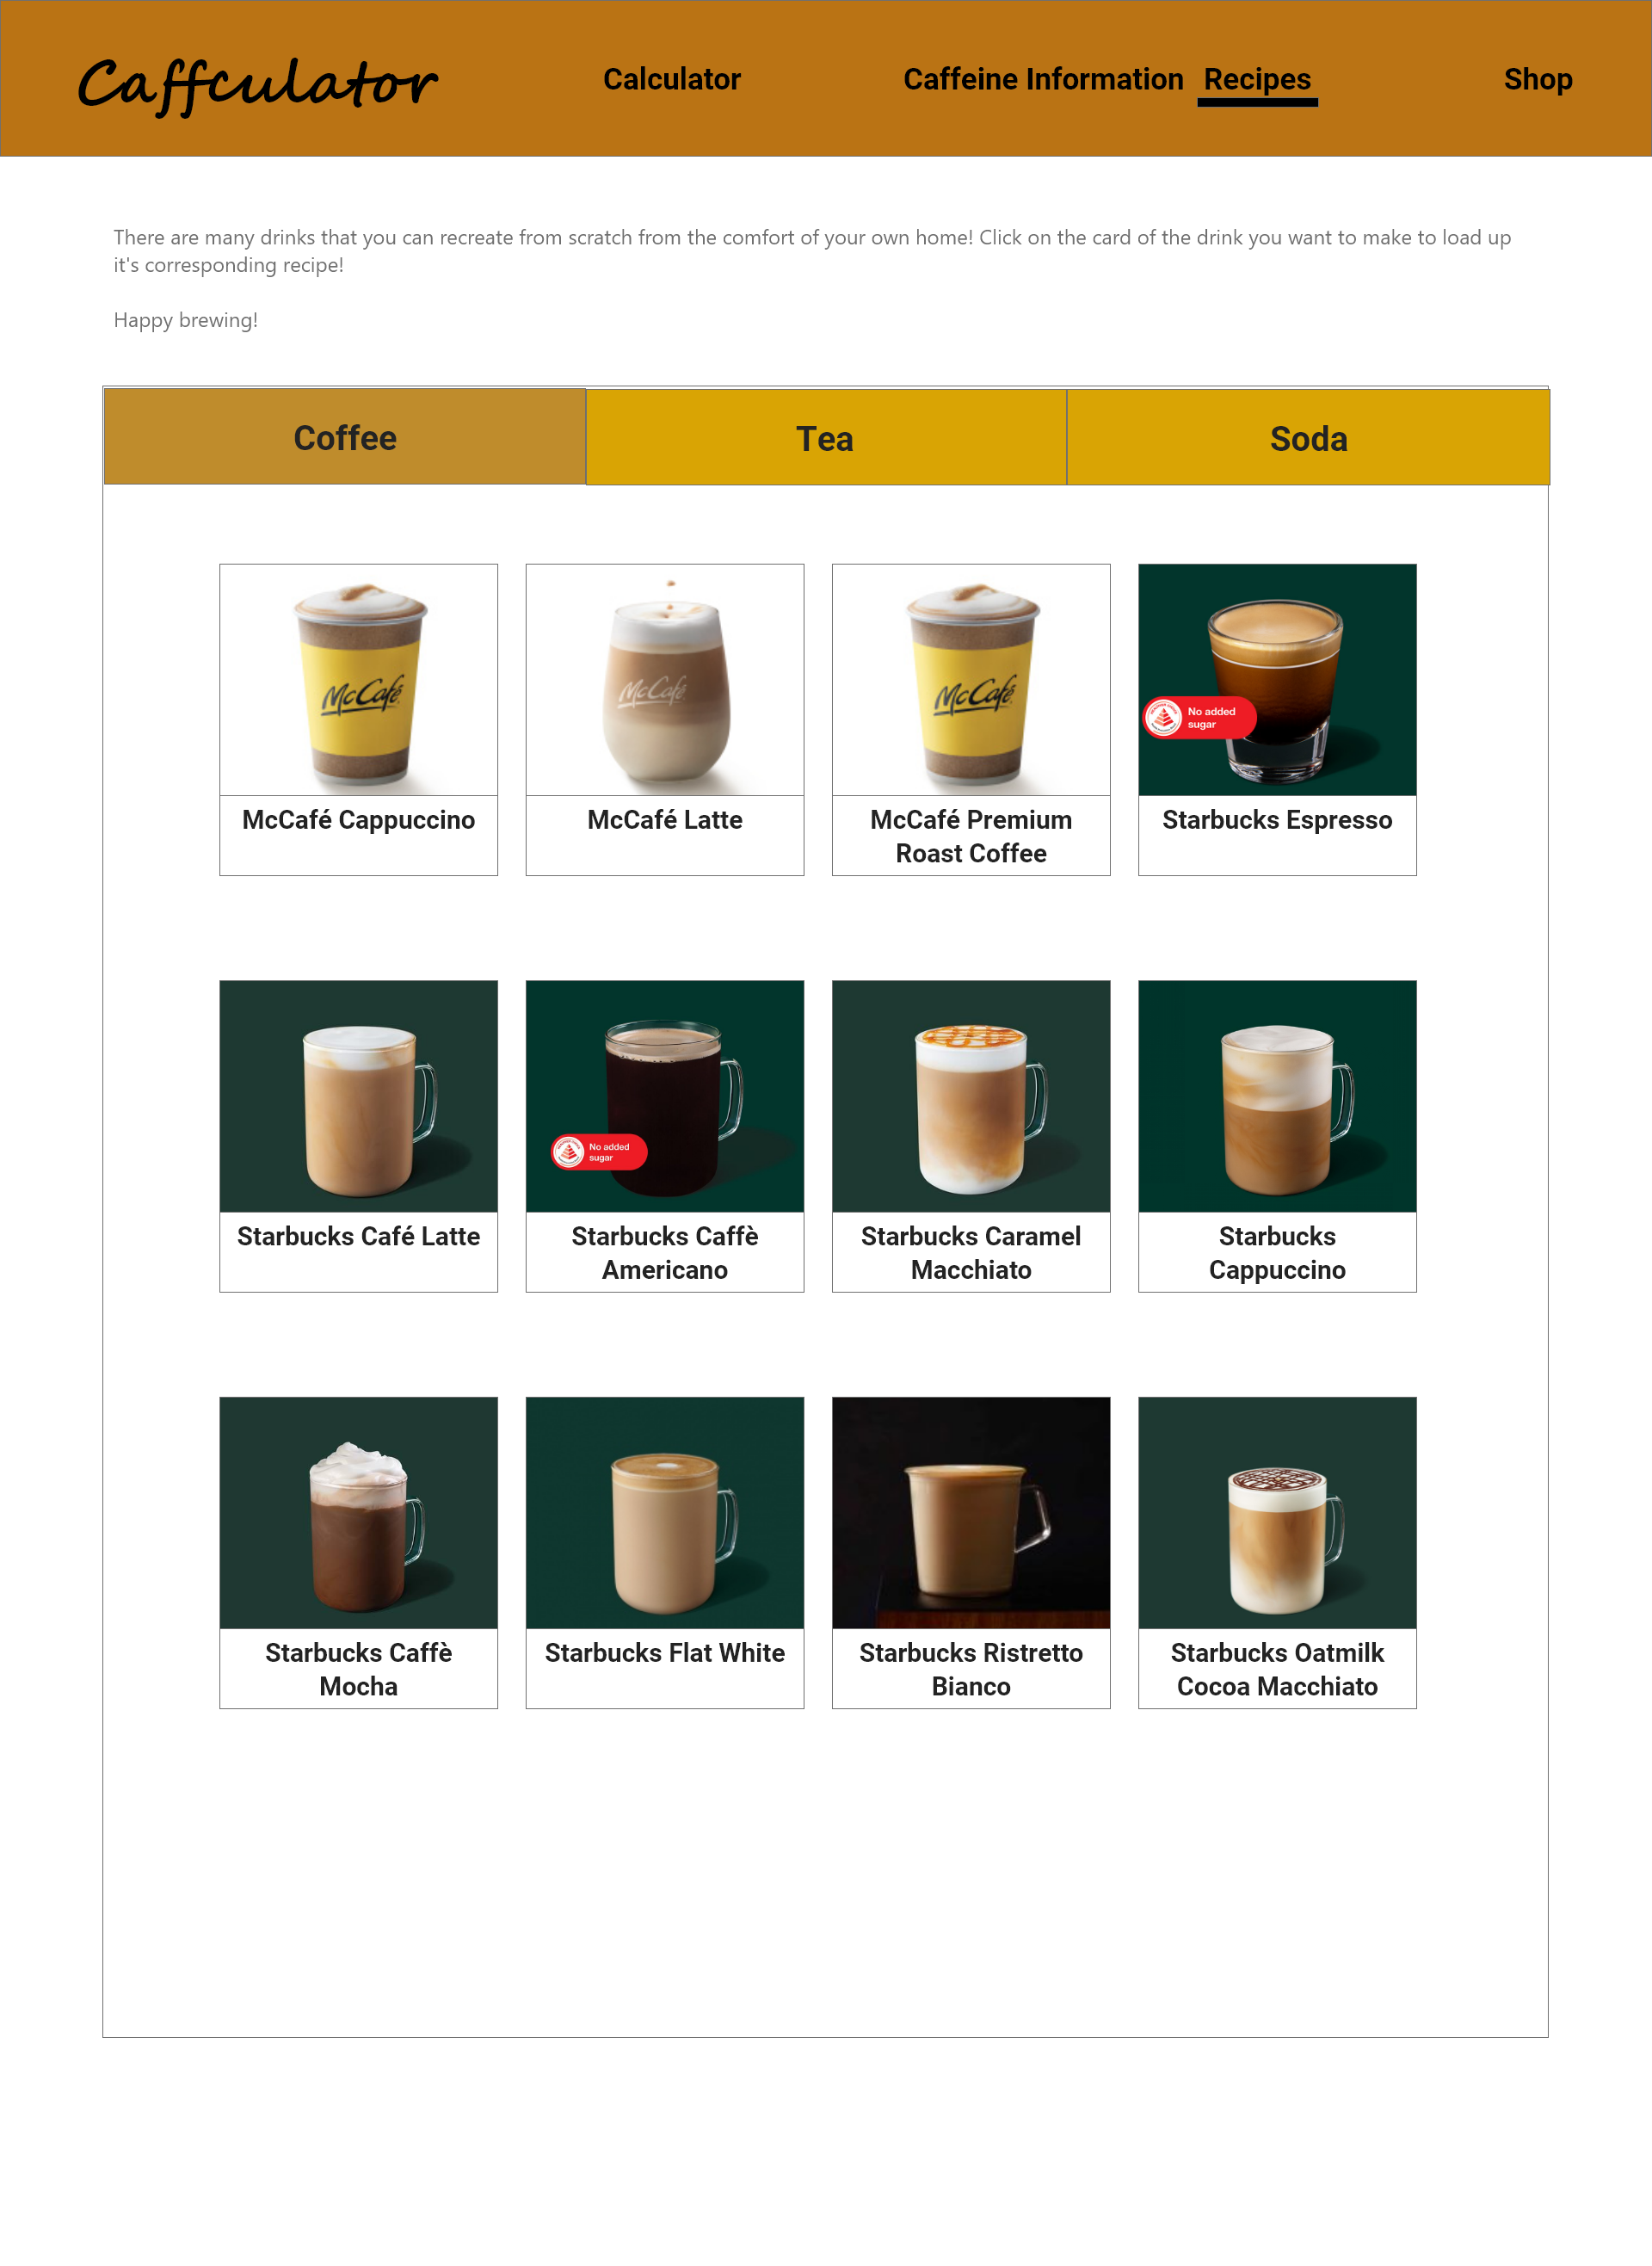 Caffculator
Calculator
Caffeine Information
Recipes
Shop
There are many drinks that you can recreate from scratch from the comfort of your own home! Click on the card of the drink you want to make to load up
it's corresponding recipe!
Happy brewing!
Coffee
Tea
Soda
McCafé
McCafé
McCafé
No added
sugar
McCafé Cappuccino
McCafé Latte
McCafé Premium
Roast Coffee
Starbucks Espresso
No added
sugar
Starbucks Café Latte
Starbucks Caffè
Americano
Starbucks Caramel
Macchiato
Starbucks
Cappuccino
Starbucks Caffè
Mocha
Starbucks Flat White
Starbucks Ristretto
Bianco
Starbucks Oatmilk
Cocoa Macchiato